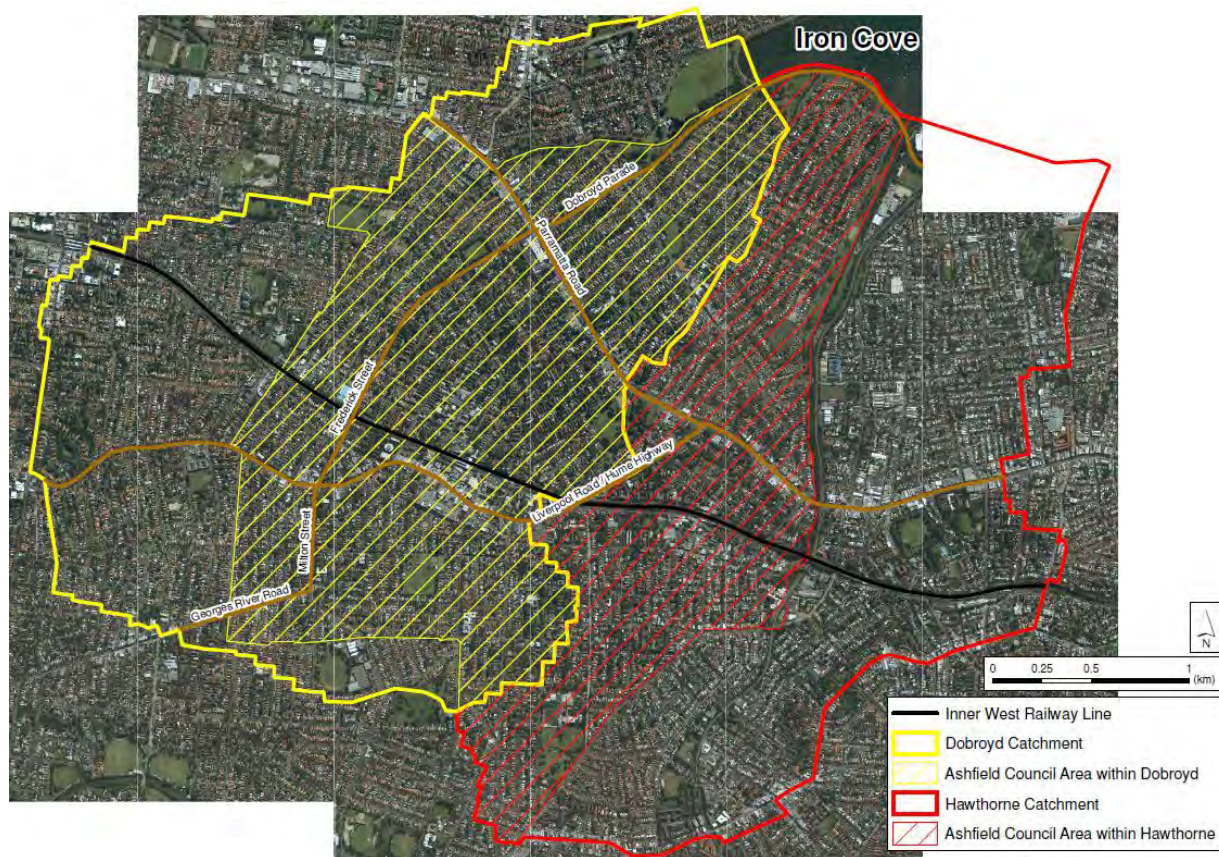 Iron Cove
Dobroyd Parade
Parramatta Road
Frederick Street
Liverpool Road / Hume Highway
Milton Street
Georges River Road
N
0 0.25 0.5 1
(km)
Inner West Railway Line
Dobroyd Catchment
Ashfield Council Area within Dobroyd
Hawthorne Catchment
Ashfield Council Area within Hawthorne